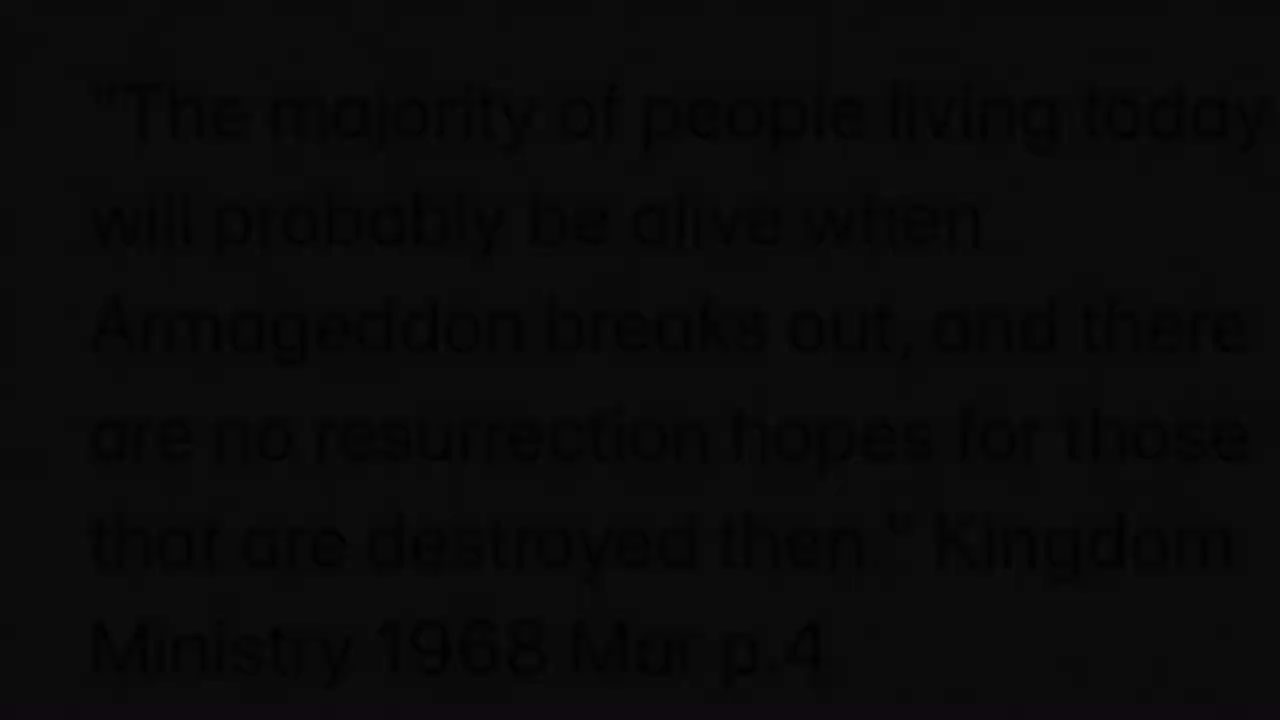 "The majority of people living today
will probably be alive when
Armageddon breaks out, and there
are no resurrection hopes for those
that are destroyed then." Kingdom
Ministry 1968 Mar p.4